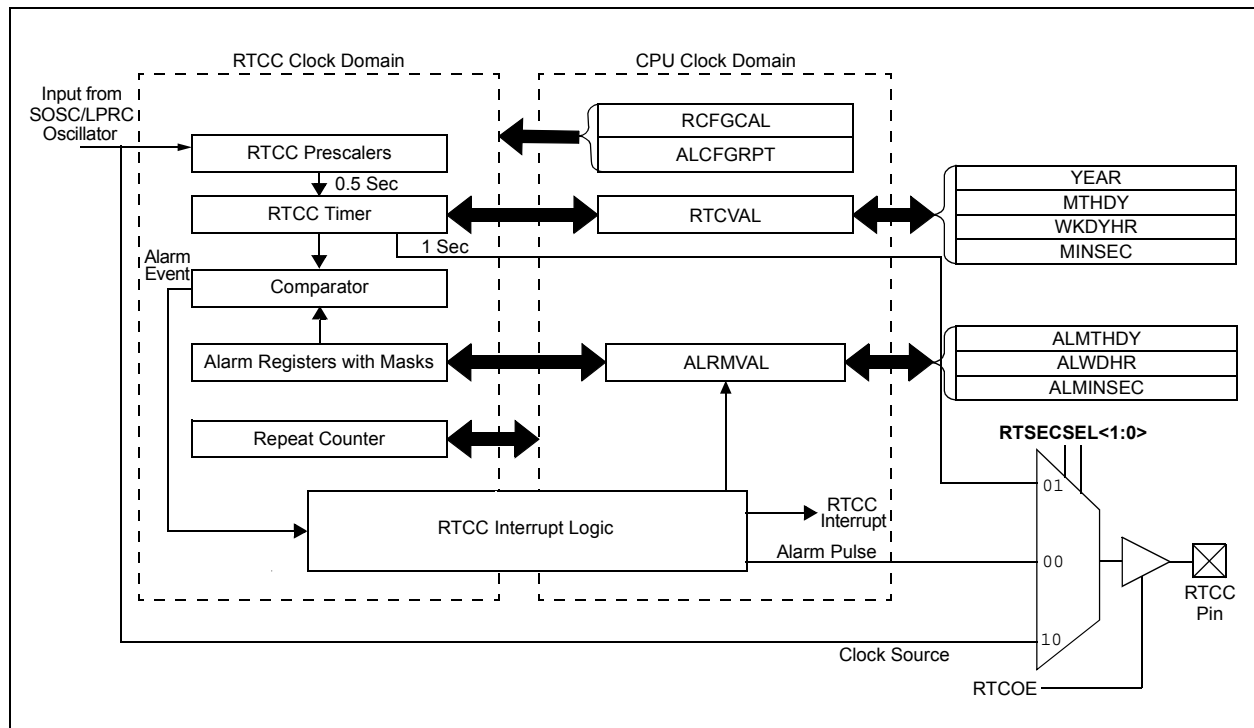 RTCC Clock Domain
CPU Clock Domain
Input from
SOSC/LPRC
Oscillator
RCFGCAL
ALCFGRPT
RTCC Prescalers
0.5 Sec
YEAR
MTHDY
WKDYHR
MINSEC
RTCC Timer
RTCVAL
1 Sec
Alarm
Event
Comparator
Alarm Registers with Masks
ALRMVAL
ALMTHDY
ALWDHR
ALMINSEC
Repeat Counter
RTSECSEL<1:0>
01
RTCC Interrupt Logic
RTCC
Interrupt
Alarm Pulse
00
RTCC
Pin
10
Clock Source
RTCOE